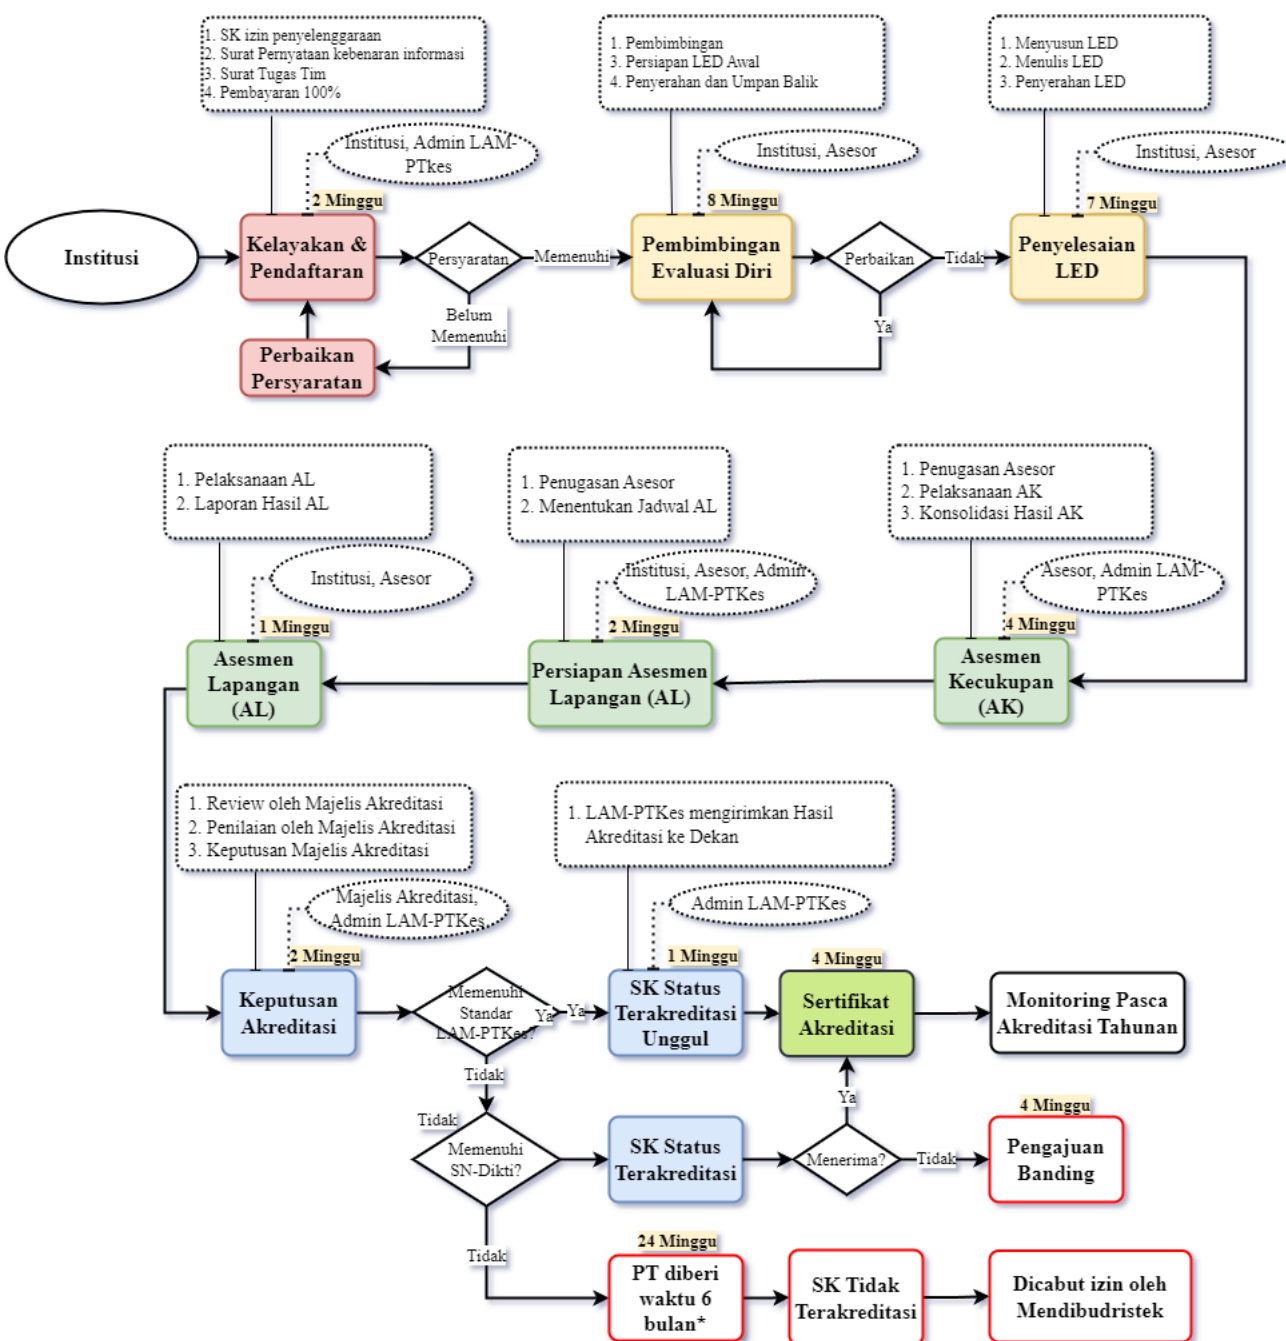 1. SK izin penyelenggaraan
2. Surat Pernyataan kebenaran informasi
3. Surat Tugas Tim
4. Pembayaran 100%
1. Pembimbingan
3. Persiapan LED Awal
4. Penyerahan dan Umpan Balik
1. Menyusun LED
2. Menulis LED
3. Penyerahan LED
Institusi, Admin LAM-
PTkes
Institusi, Asesor
Institusi, Asesor
2 Minggu
8 Minggu
7 Minggu
Institusi
Kelayakan &
Pendaftaran
Persyaratan
Memenuhi
Pembimbingan
Evaluasi Diri
Perbaikan
Tidak
Penyelesaian
LED
Belum
Memenuhi
Ya
Perbaikan
Persyaratan
1. Pelaksanaan AL
2. Laporan Hasil AL
1. Penugasan Asesor
2. Menentukan Jadwal AL
1. Penugasan Asesor
2. Pelaksanaan AK
3. Konsolidasi Hasil AK
Institusi, Asesor
Institusi, Asesor, Admin
LAM-PTKes
Asesor, Admin LAM-
PTKes
1 Minggu
2 Minggu
4 Minggu
Asesmen
Lapangan
(AL)
Persiapan Asesmen
Lapangan (AL)
Asesmen
Kecukupan
(AK)
1. Review oleh Majelis Akreditasi
2. Penilaian oleh Majelis Akreditasi
3. Keputusan Majelis Akreditasi
1. LAM-PTKes mengirimkan Hasil
Akreditasi ke Dekan
Majelis Akreditasi,
Admin LAM-PTKes
Admin LAM-PTKes
2 Minggu
1 Minggu
4 Minggu
Keputusan
Akreditasi
Memenuhi
Standar
LAM-PTKes?
Ya
Ya
SK Status
Terakreditasi
Unggul
Sertifikat
Akreditasi
Monitoring Pasca
Akreditasi Tahunan
Tidak
Ya
Tidak
4 Minggu
Memenuhi
SN-Dikti?
SK Status
Terakreditasi
Menerima?
Tidak
Pengajuan
Banding
Tidak
24 Minggu
PT diberi
waktu 6
bulan*
SK Tidak
Terakreditasi
Dicabut izin oleh
Mendibudristek